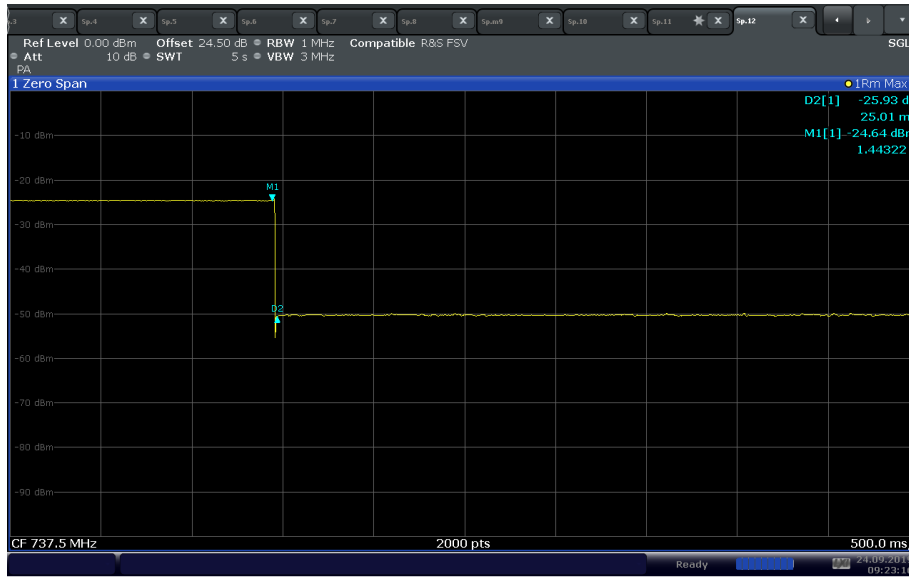 .3 X Sp.4 X Sp.5 X Sp.6 X Sp.7 X Sp.8 X Sp.m9 X Sp.10 X Sp.11 X Sp.12 X
Ref Level 0.00 dBm Offset 24.50 dB RBW 1 MHz Compatible R&S FSV SGL
Att 10 dB SWT 5 s VBW 3 MHz
PA
1 Zero Span 1Rm Max
D2[1] -25.93 d
25.01 m
-10 dBm M1[1] -24.64 dBr
1.44322
-20 dBm
M1
-30 dBm
-40 dBm
D2
-50 dBm
-60 dBm
-70 dBm
-80 dBm
-90 dBm
CF 737.5 MHz 2000 pts 500.0 ms
Ready 24.09.201
09:23:1